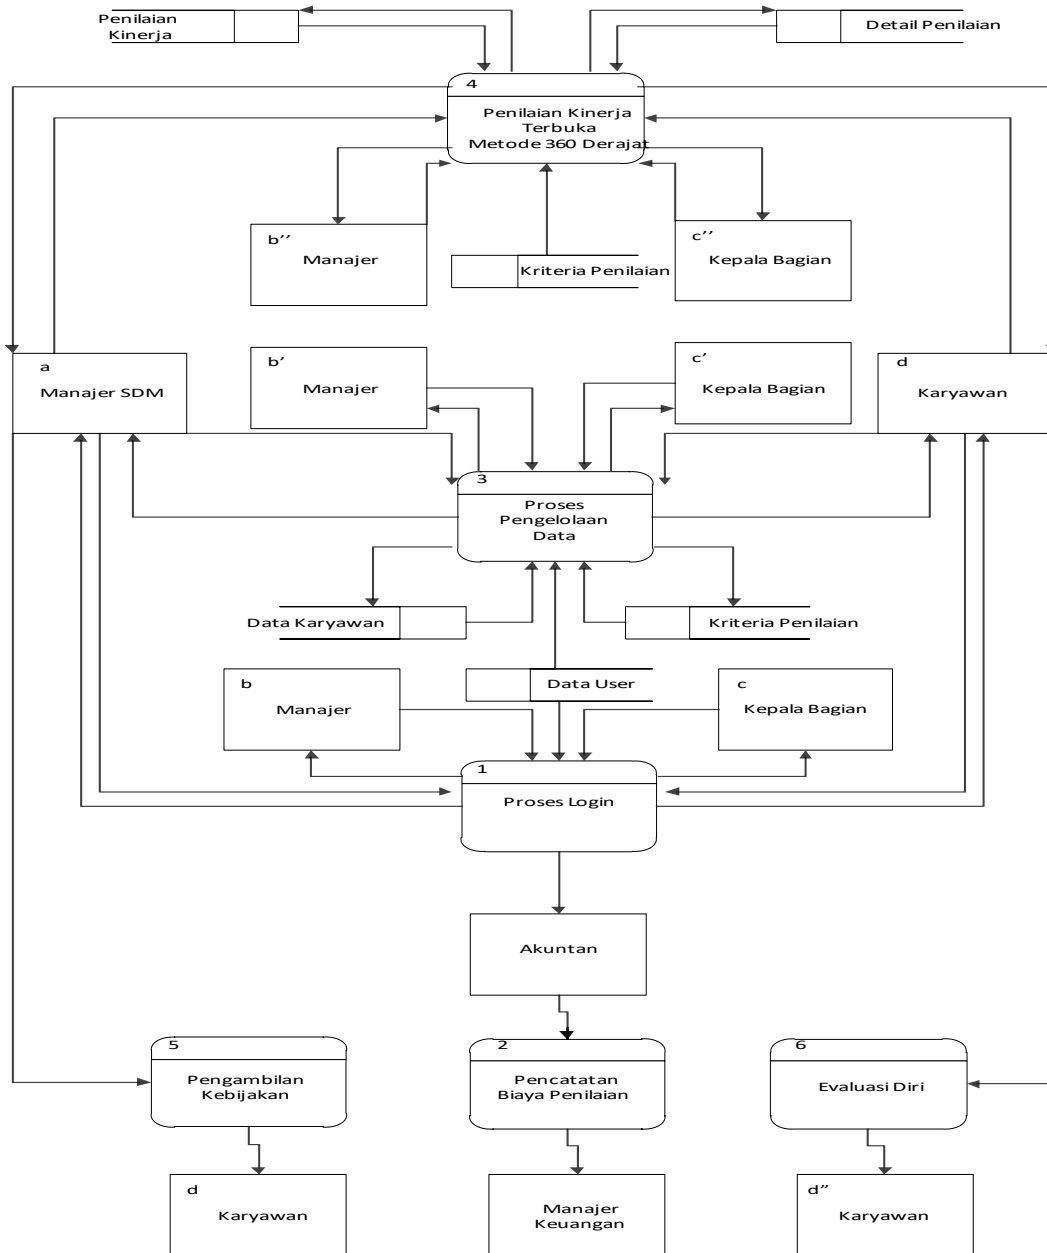 Penilaian
Kinerja
Detail Penilaian
4
Penilaian Kinerja
Terbuka
Metode 360 Derajat
b’’
Manajer
Kriteria Penilaian
c’’
Kepala Bagian
a
Manajer SDM
b’
Manajer
c’
Kepala Bagian
d
Karyawan
3
Proses
Pengelolaan
Data
Data Karyawan
Kriteria Penilaian
b
Manajer
Data User
c
Kepala Bagian
1
Proses Login
Akuntan
5
Pengambilan
Kebijakan
2
Pencatatan
Biaya Penilaian
6
Evaluasi Diri
d
Karyawan
Manajer
Keuangan
d”
Karyawan